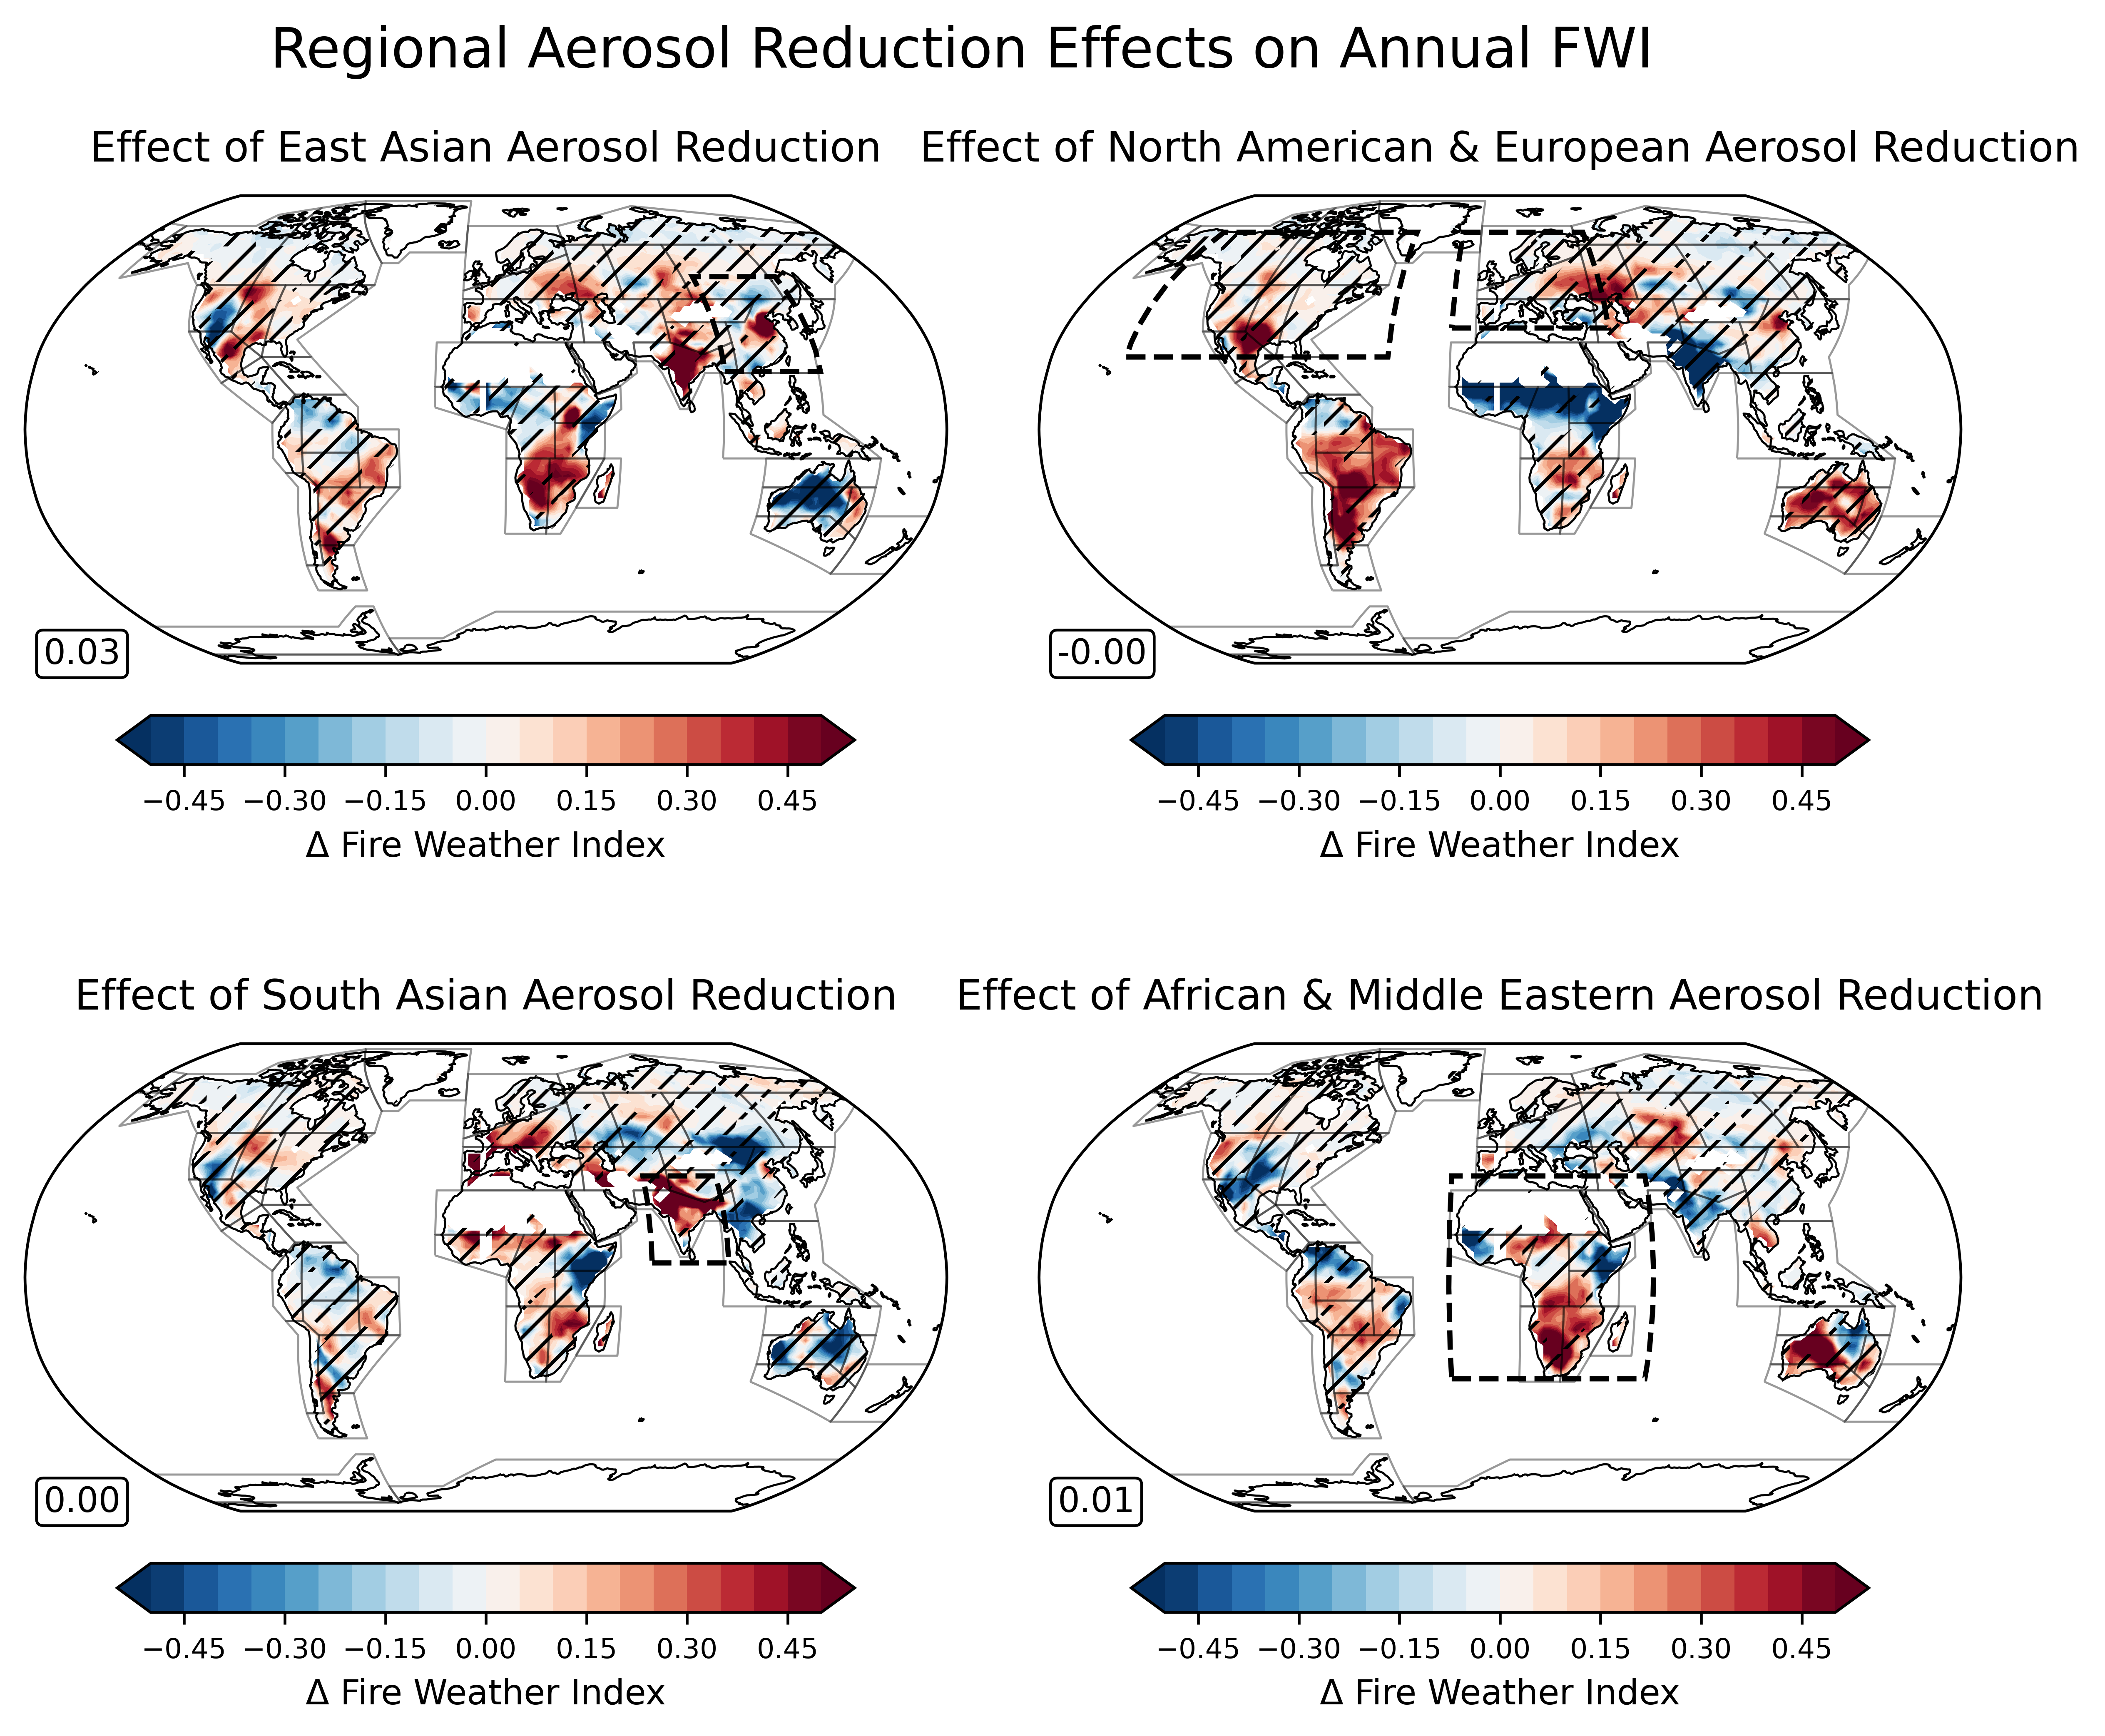 Regional Aerosol Reduction Effects on Annual FWI
Effect of East Asian Aerosol Reduction
Effect of North American & European Aerosol Reduction
0.03
-0.00
−0.45 −0.30 −0.15 0.00 0.15 0.30 0.45
−0.45 −0.30 −0.15 0.00 0.15 0.30 0.45
Δ Fire Weather Index
Δ Fire Weather Index
Effect of South Asian Aerosol Reduction
Effect of African & Middle Eastern Aerosol Reduction
0.00
0.01
−0.45 −0.30 −0.15 0.00 0.15 0.30 0.45
−0.45 −0.30 −0.15 0.00 0.15 0.30 0.45
Δ Fire Weather Index
Δ Fire Weather Index